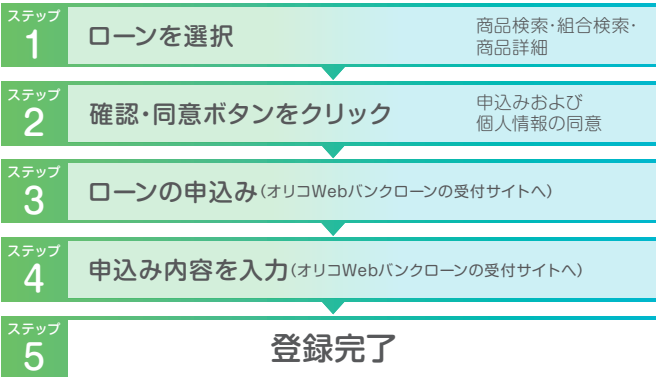 ステップ
1
ローンを選択
商品検索・組合検索・
商品詳細
ステップ
2
確認・同意ボタンをクリック
申込みおよび
個人情報の同意
ステップ
3
ローンの申込み(オリコWebバンクローンの受付サイトへ)
ステップ
4
申込み内容を入力(オリコWebバンクローンの受付サイトへ)
ステップ
5
登録完了